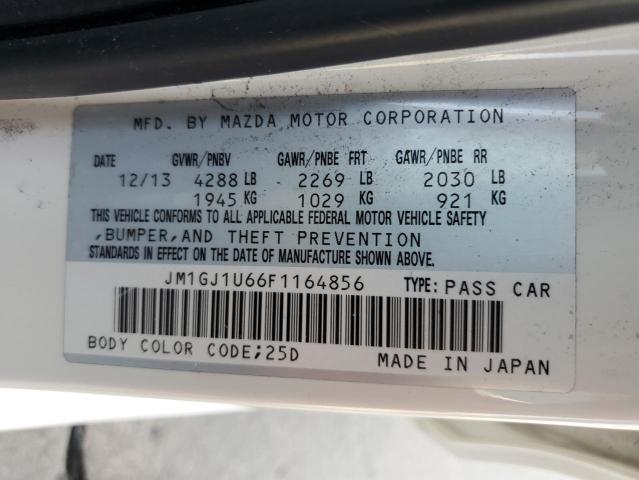 MFD. BY MAZDA MOTOR CORPORATION
DATE GVWR/PNBV GAWR/PNBE FRT GAWR/PNBE RR
12/13 4288 LB 2269 LB 2030 LB
1945 KG 1029 KG 921 KG
THIS VEHICLE CONFORMS TO ALL APPLICABLE FEDERAL MOTOR VEHICLE SAFETY
,BUMPER,AND THEFT PREVENTION
STANDARDS IN EFFECT ON THE DATE OF MANUFACTURE SHOWN ABOVE.
JM1GJ1U66F1164856 TYPE: PASS CAR
BODY COLOR CODE;25D MADE IN JAPAN